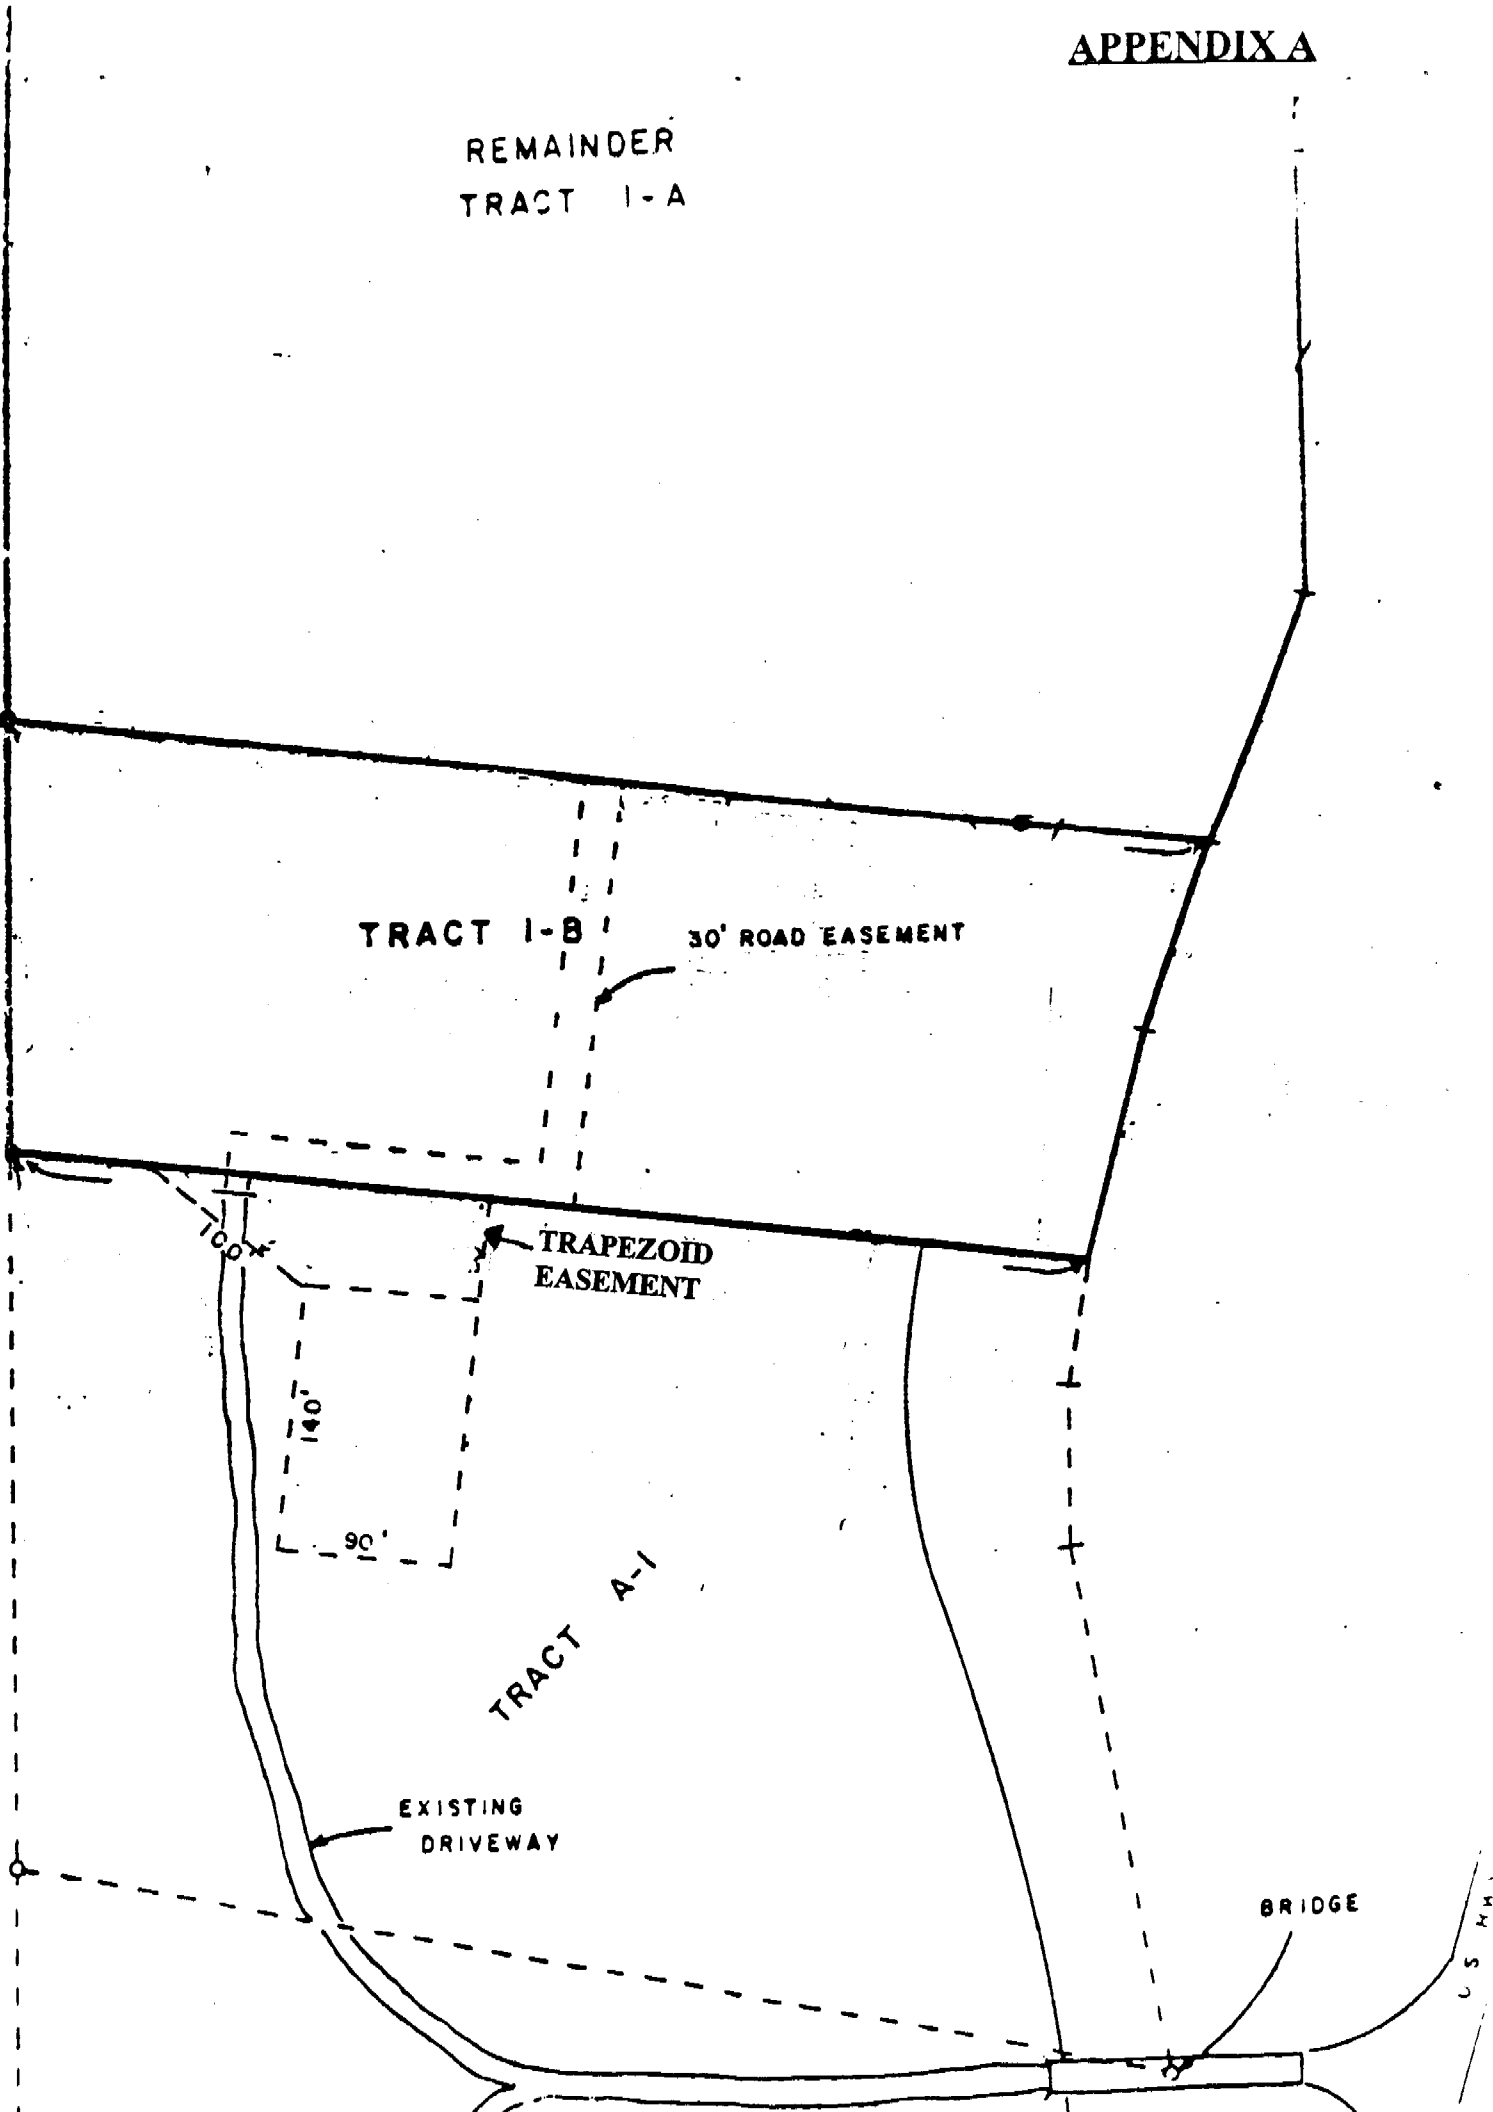 APPENDIX A
REMAINDER
TRACT 1-A
TRACT 1-B
30' ROAD EASEMENT
100'
TRAPEZOID
EASEMENT
140'
90'
TRACT A-1
EXISTING
DRIVEWAY
BRIDGE
US